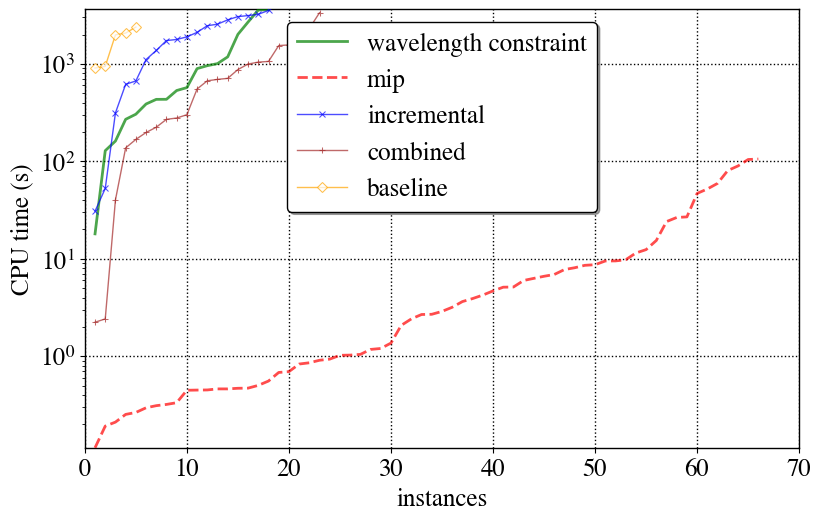 wavelength constraint
mip
incremental
combined
baseline
10³
10²
10¹
10⁰
CPU time (s)
0 10 20 30 40 50 60 70
instances